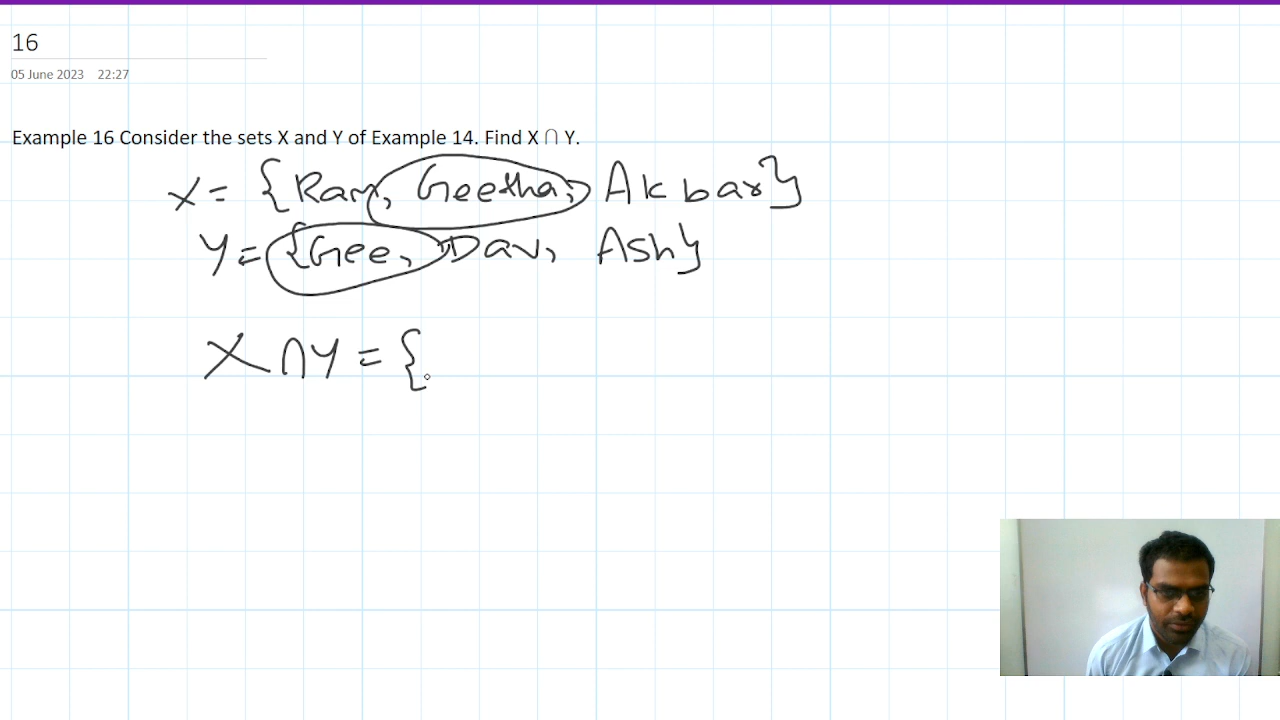 16
05 June 2023 22:27
Example 16 Consider the sets X and Y of Example 14. Find X ∩ Y.
X = {Ram, Geetha, Akbar}
Y = {Gee, Dav, Ash}
X ∩ Y = {